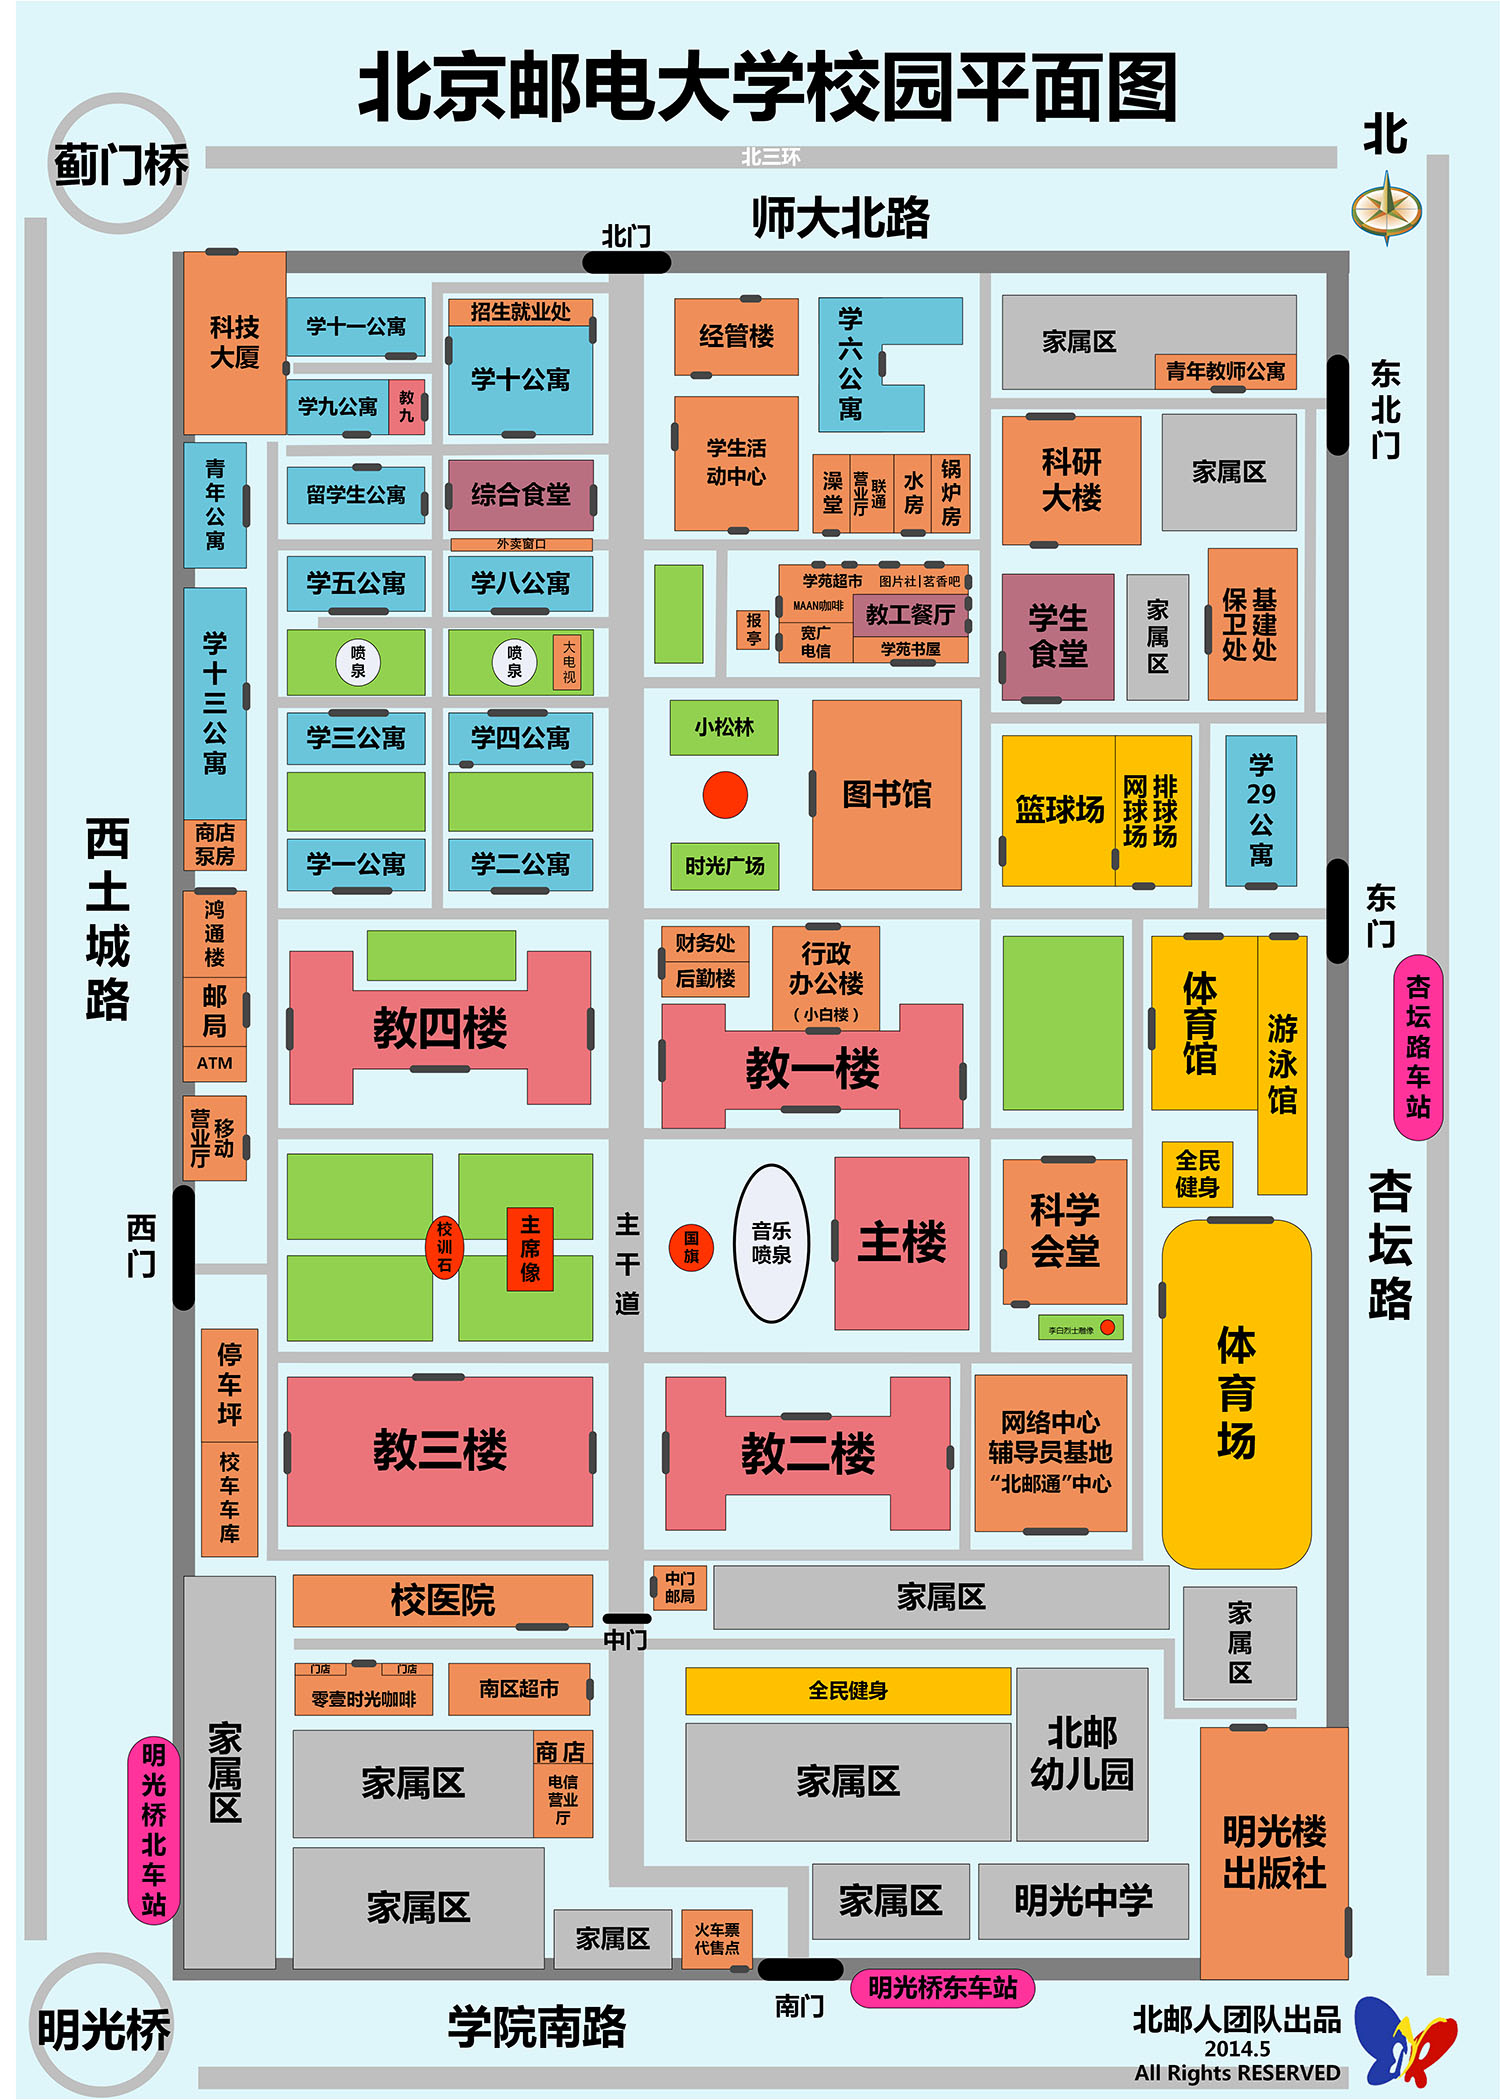 北京邮电大学校园平面图
蓟门桥
北三环
北
师大北路
北门
科技
大厦
学十一公寓
招生就业处
学十公寓
学九公寓
教九
经管楼
学六公寓
家属区
青年教师公寓
东北门
学生活
动中心
澡堂
营业厅
联通
水房
锅炉房
科研
大楼
家属区
青年公寓
留学生公寓
综合食堂
外卖窗口
学五公寓
学八公寓
喷泉
喷泉
大电视
学苑超市
图片社|茗香吧
MAAN咖啡
教工餐厅
报亭
宽广
电信
学苑书屋
学生
食堂
家属区
保卫处
基建处
学十三公寓
商店
泵房
学三公寓
学四公寓
学一公寓
学二公寓
小松林
时光广场
图书馆
篮球场
网球场
排球场
学29公寓
东门
西土城路
鸿通楼
邮局
ATM
营业厅
移动
教四楼
财务处
后勤楼
行政
办公楼
（小白楼）
教一楼
体育馆
游泳馆
杏坛路车站
全民
健身
西门
校训石
主席像
主干道
国旗
音乐
喷泉
主楼
科学
会堂
李白烈士雕像
体育场
杏坛路
停车坪
校车车库
教三楼
教二楼
网络中心
辅导员基地
“北邮通”中心
校医院
中门
中门
邮局
家属区
家属区
门店
门店
零壹时光咖啡
南区超市
全民健身
北邮
幼儿园
家属区
家属区
商店
电信
营业
厅
家属区
明光楼
出版社
明光桥北车站
家属区
家属区
火车票
代售点
家属区
明光中学
南门
明光桥东车站
明光桥
学院南路
北邮人团队出品
2014.5
All Rights RESERVED